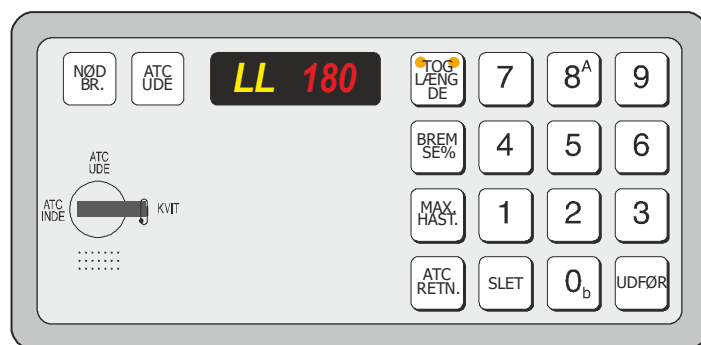 NØD
BR.
ATC
UDE
LL 180
TOG
LÆNG
DE
7
8A
9
BREM
SE%
4
5
6
ATC
UDE
ATC
INDE
KVIT
MAX.
HAST.
1
2
3
ATC
RETN.
SLET
0b
UDFØR